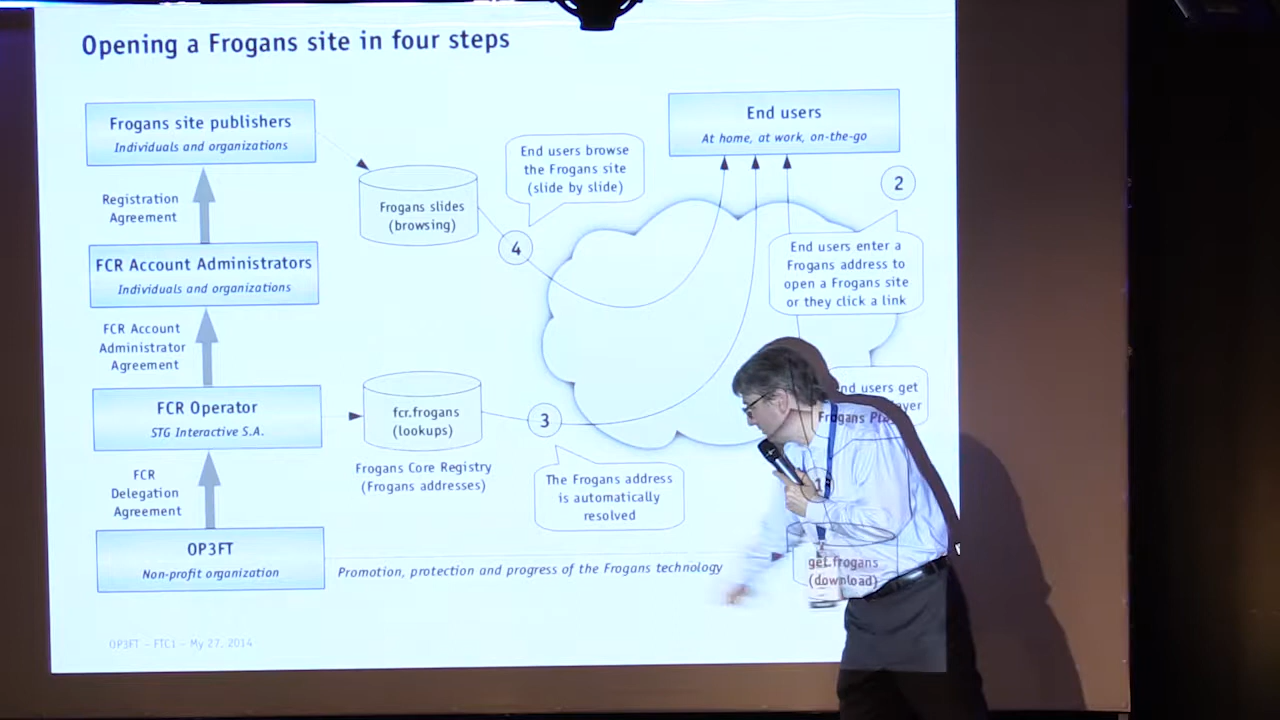 Opening a Frogans site in four steps
Frogans site publishers
Individuals and organizations
Registration
Agreement
FCR Account Administrators
Individuals and organizations
FCR Account
Administrator
Agreement
FCR Operator
STG Interactive S.A.
FCR
Delegation
Agreement
OP3FT
Non-profit organization
Frogans slides
(browsing)
End users browse
the Frogans site
(slide by slide)
4
End users
At home, at work, on-the-go
2
End users enter a
Frogans address to
open a Frogans site
or they click a link
fcr.frogans
(lookups)
Frogans Core Registry
(Frogans addresses)
3
The Frogans address
is automatically
resolved
users get
Frogans
1
get.frogans
(download)
Promotion, protection and progress of the Frogans technology
OP3FT – FTC1 – My 27, 2014